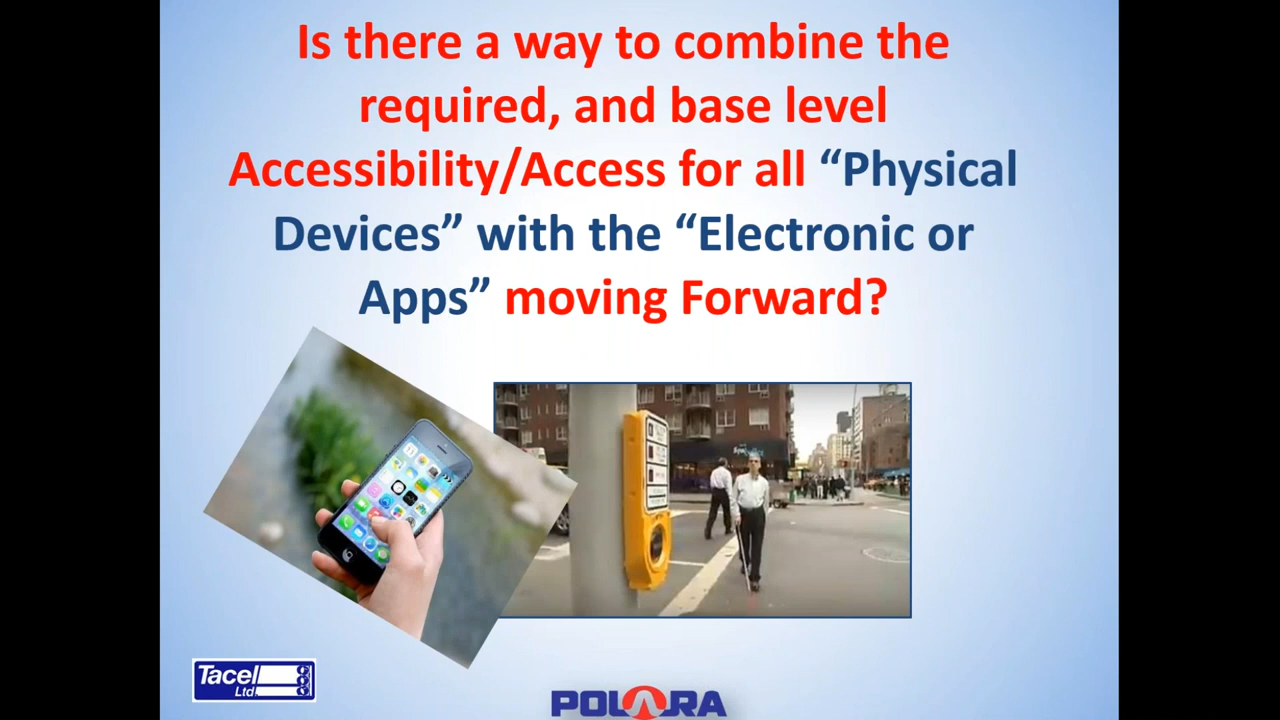 Is there a way to combine the
required, and base level
Accessibility/Access for all “Physical
Devices” with the “Electronic or
Apps” moving Forward?
Tacel
Ltd.
POLARA